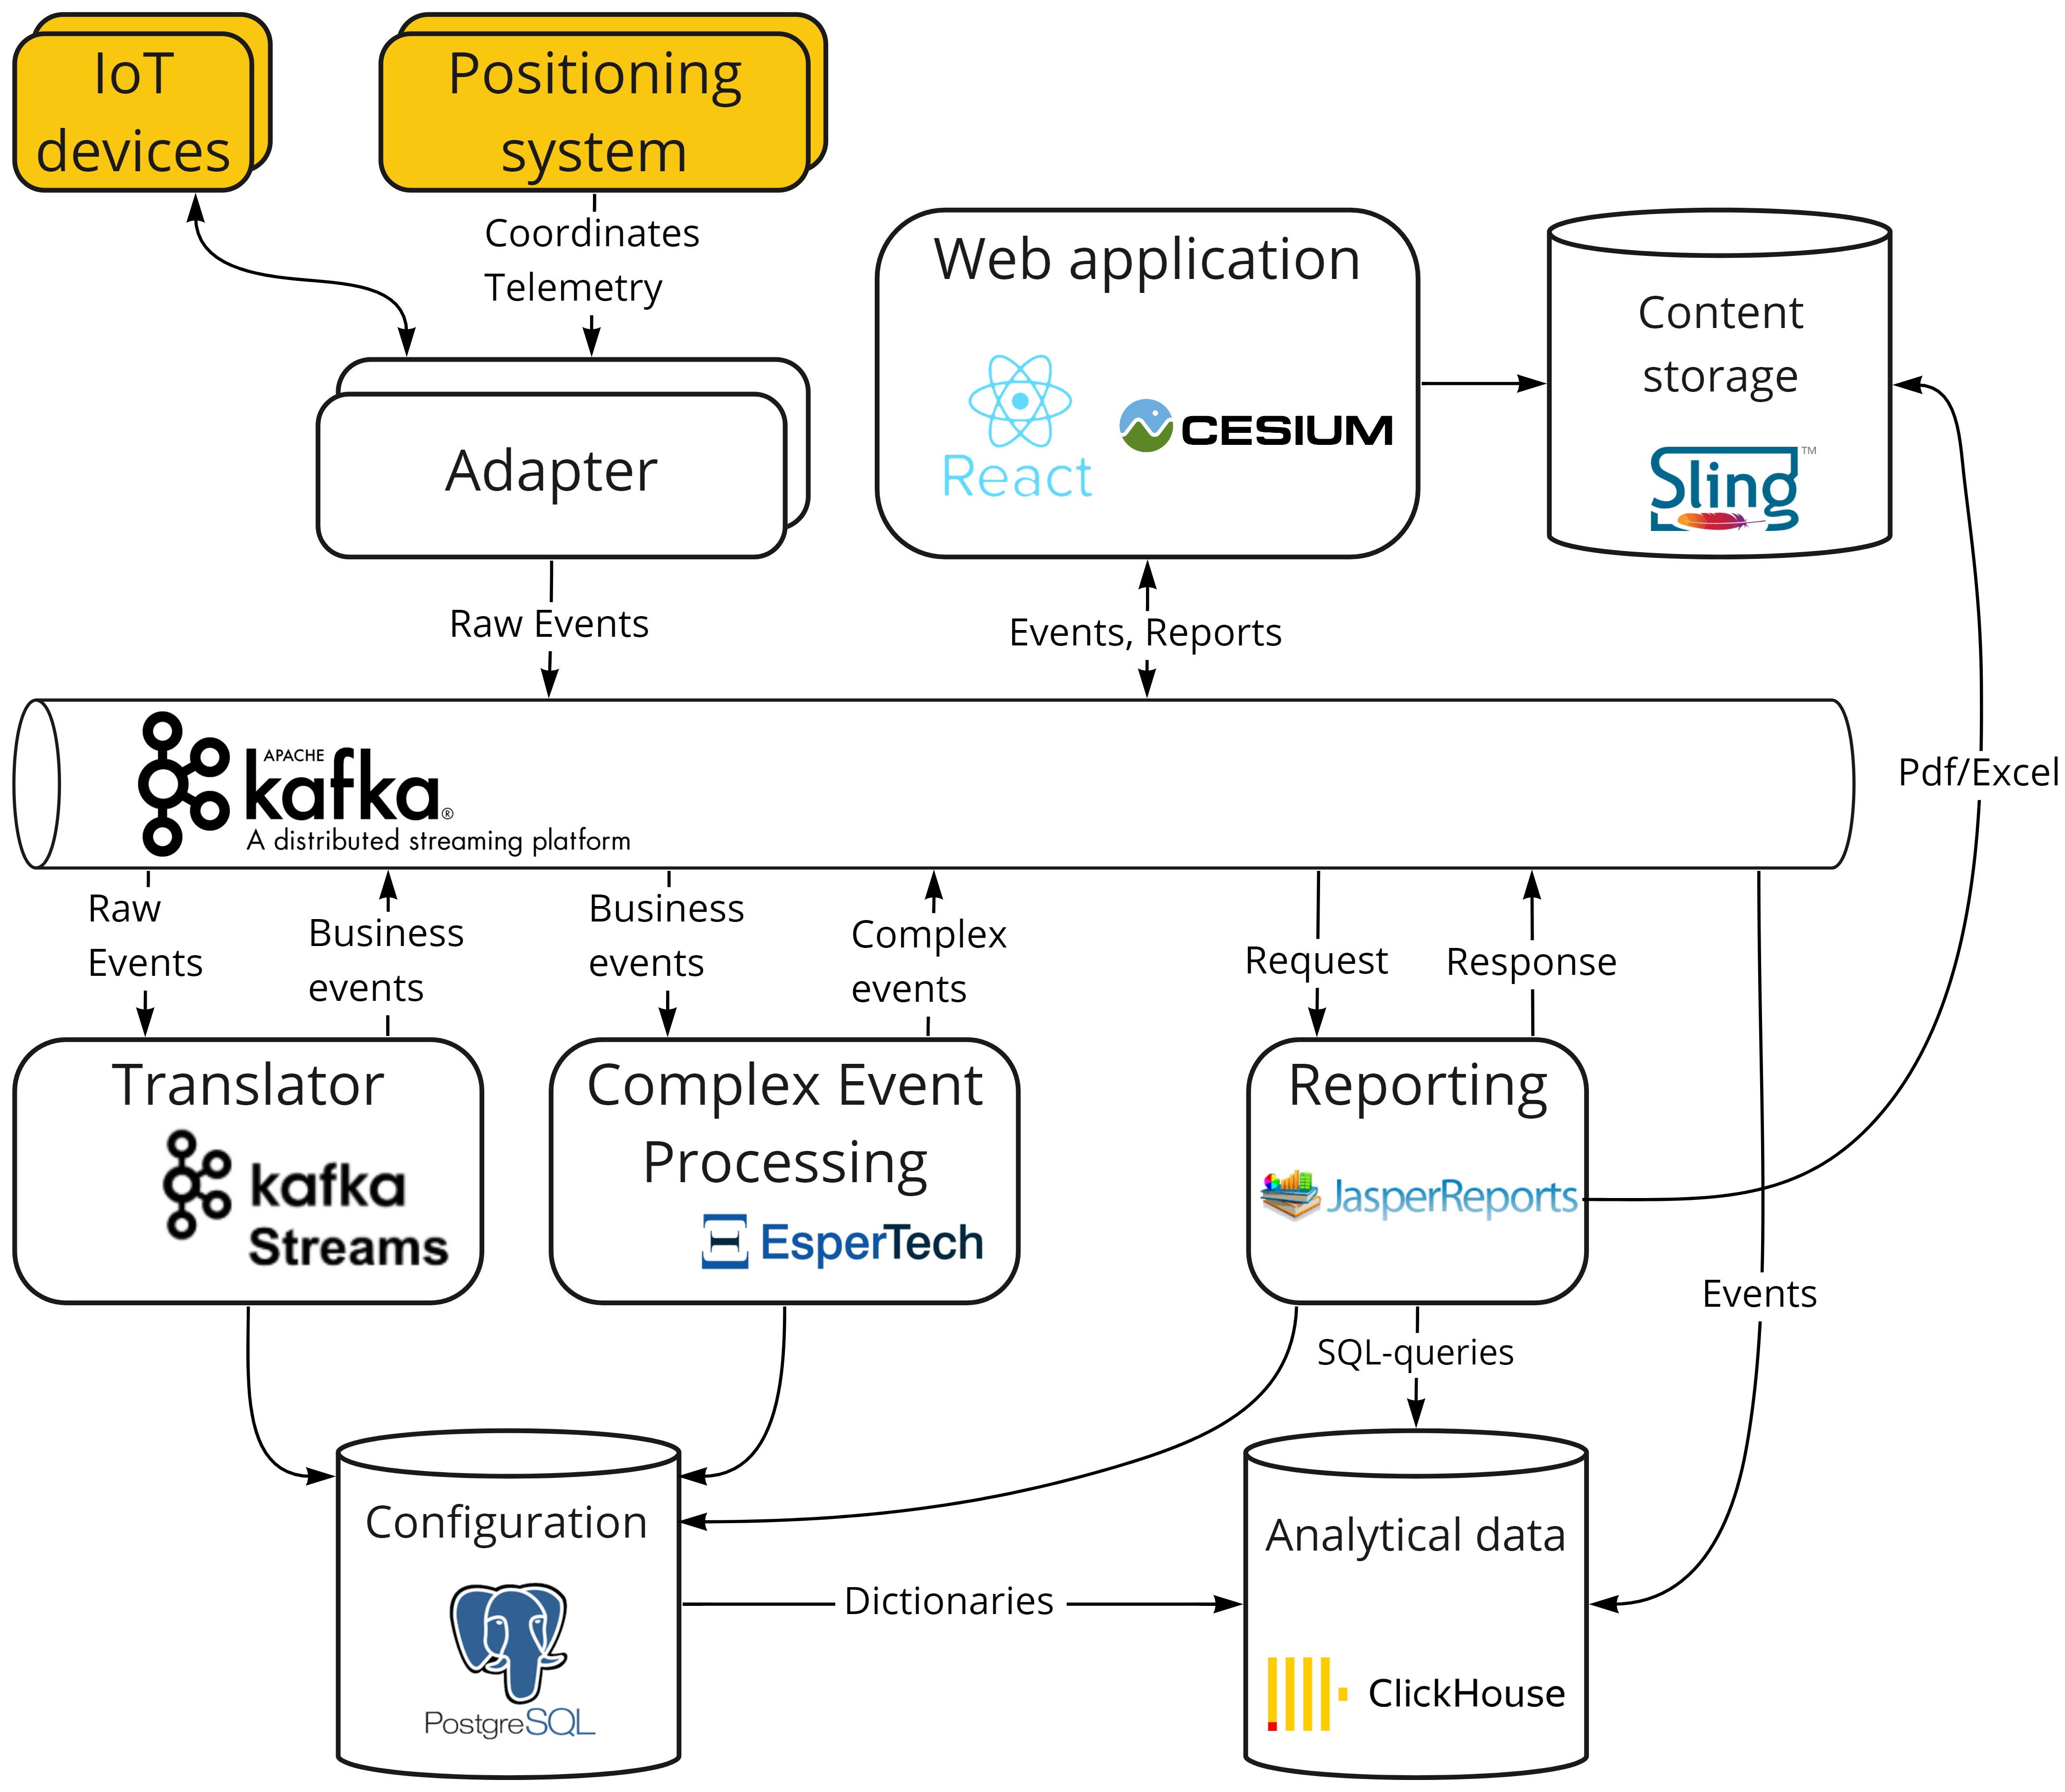 IoT
devices
Positioning
system
Coordinates
Telemetry
Web application
React
CESIUM
Content
storage
Sling™
Adapter
Raw Events
Events, Reports
APACHE
kafka®
A distributed streaming platform
Pdf/Excel
Raw
Events
Business
events
Business
events
Complex
events
Request
Response
Translator
kafka
Streams
Complex Event
Processing
EsperTech
Reporting
JasperReports
Events
SQL-queries
Configuration
PostgreSQL
Dictionaries
Analytical data
ClickHouse